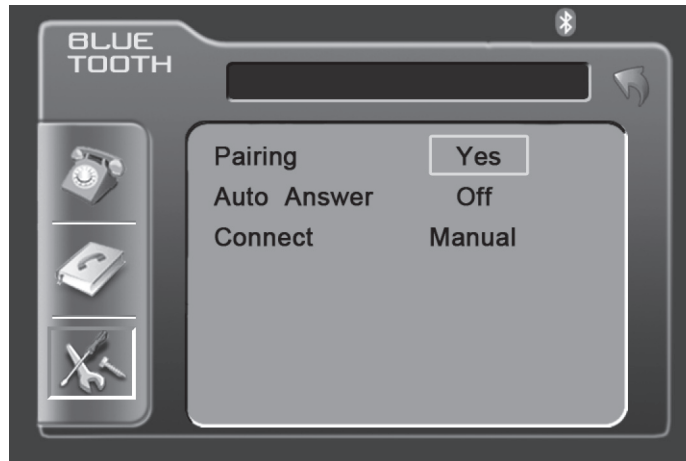 BLUE
TOOTH
Pairing Yes
Auto Answer Off
Connect Manual